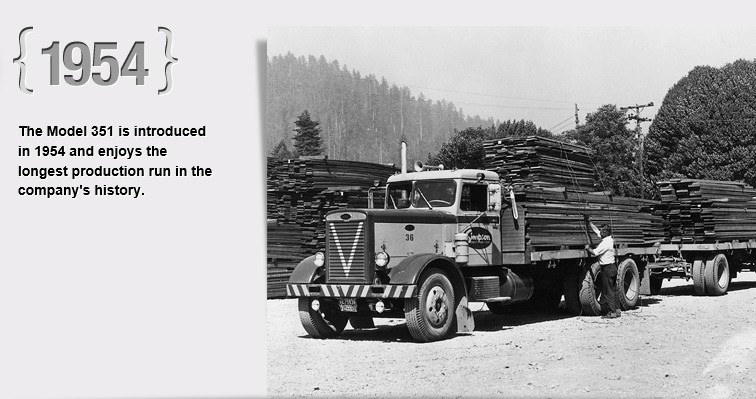 {1954}
The Model 351 is introduced
in 1954 and enjoys the
longest production run in the
company's history.
36
Simpson